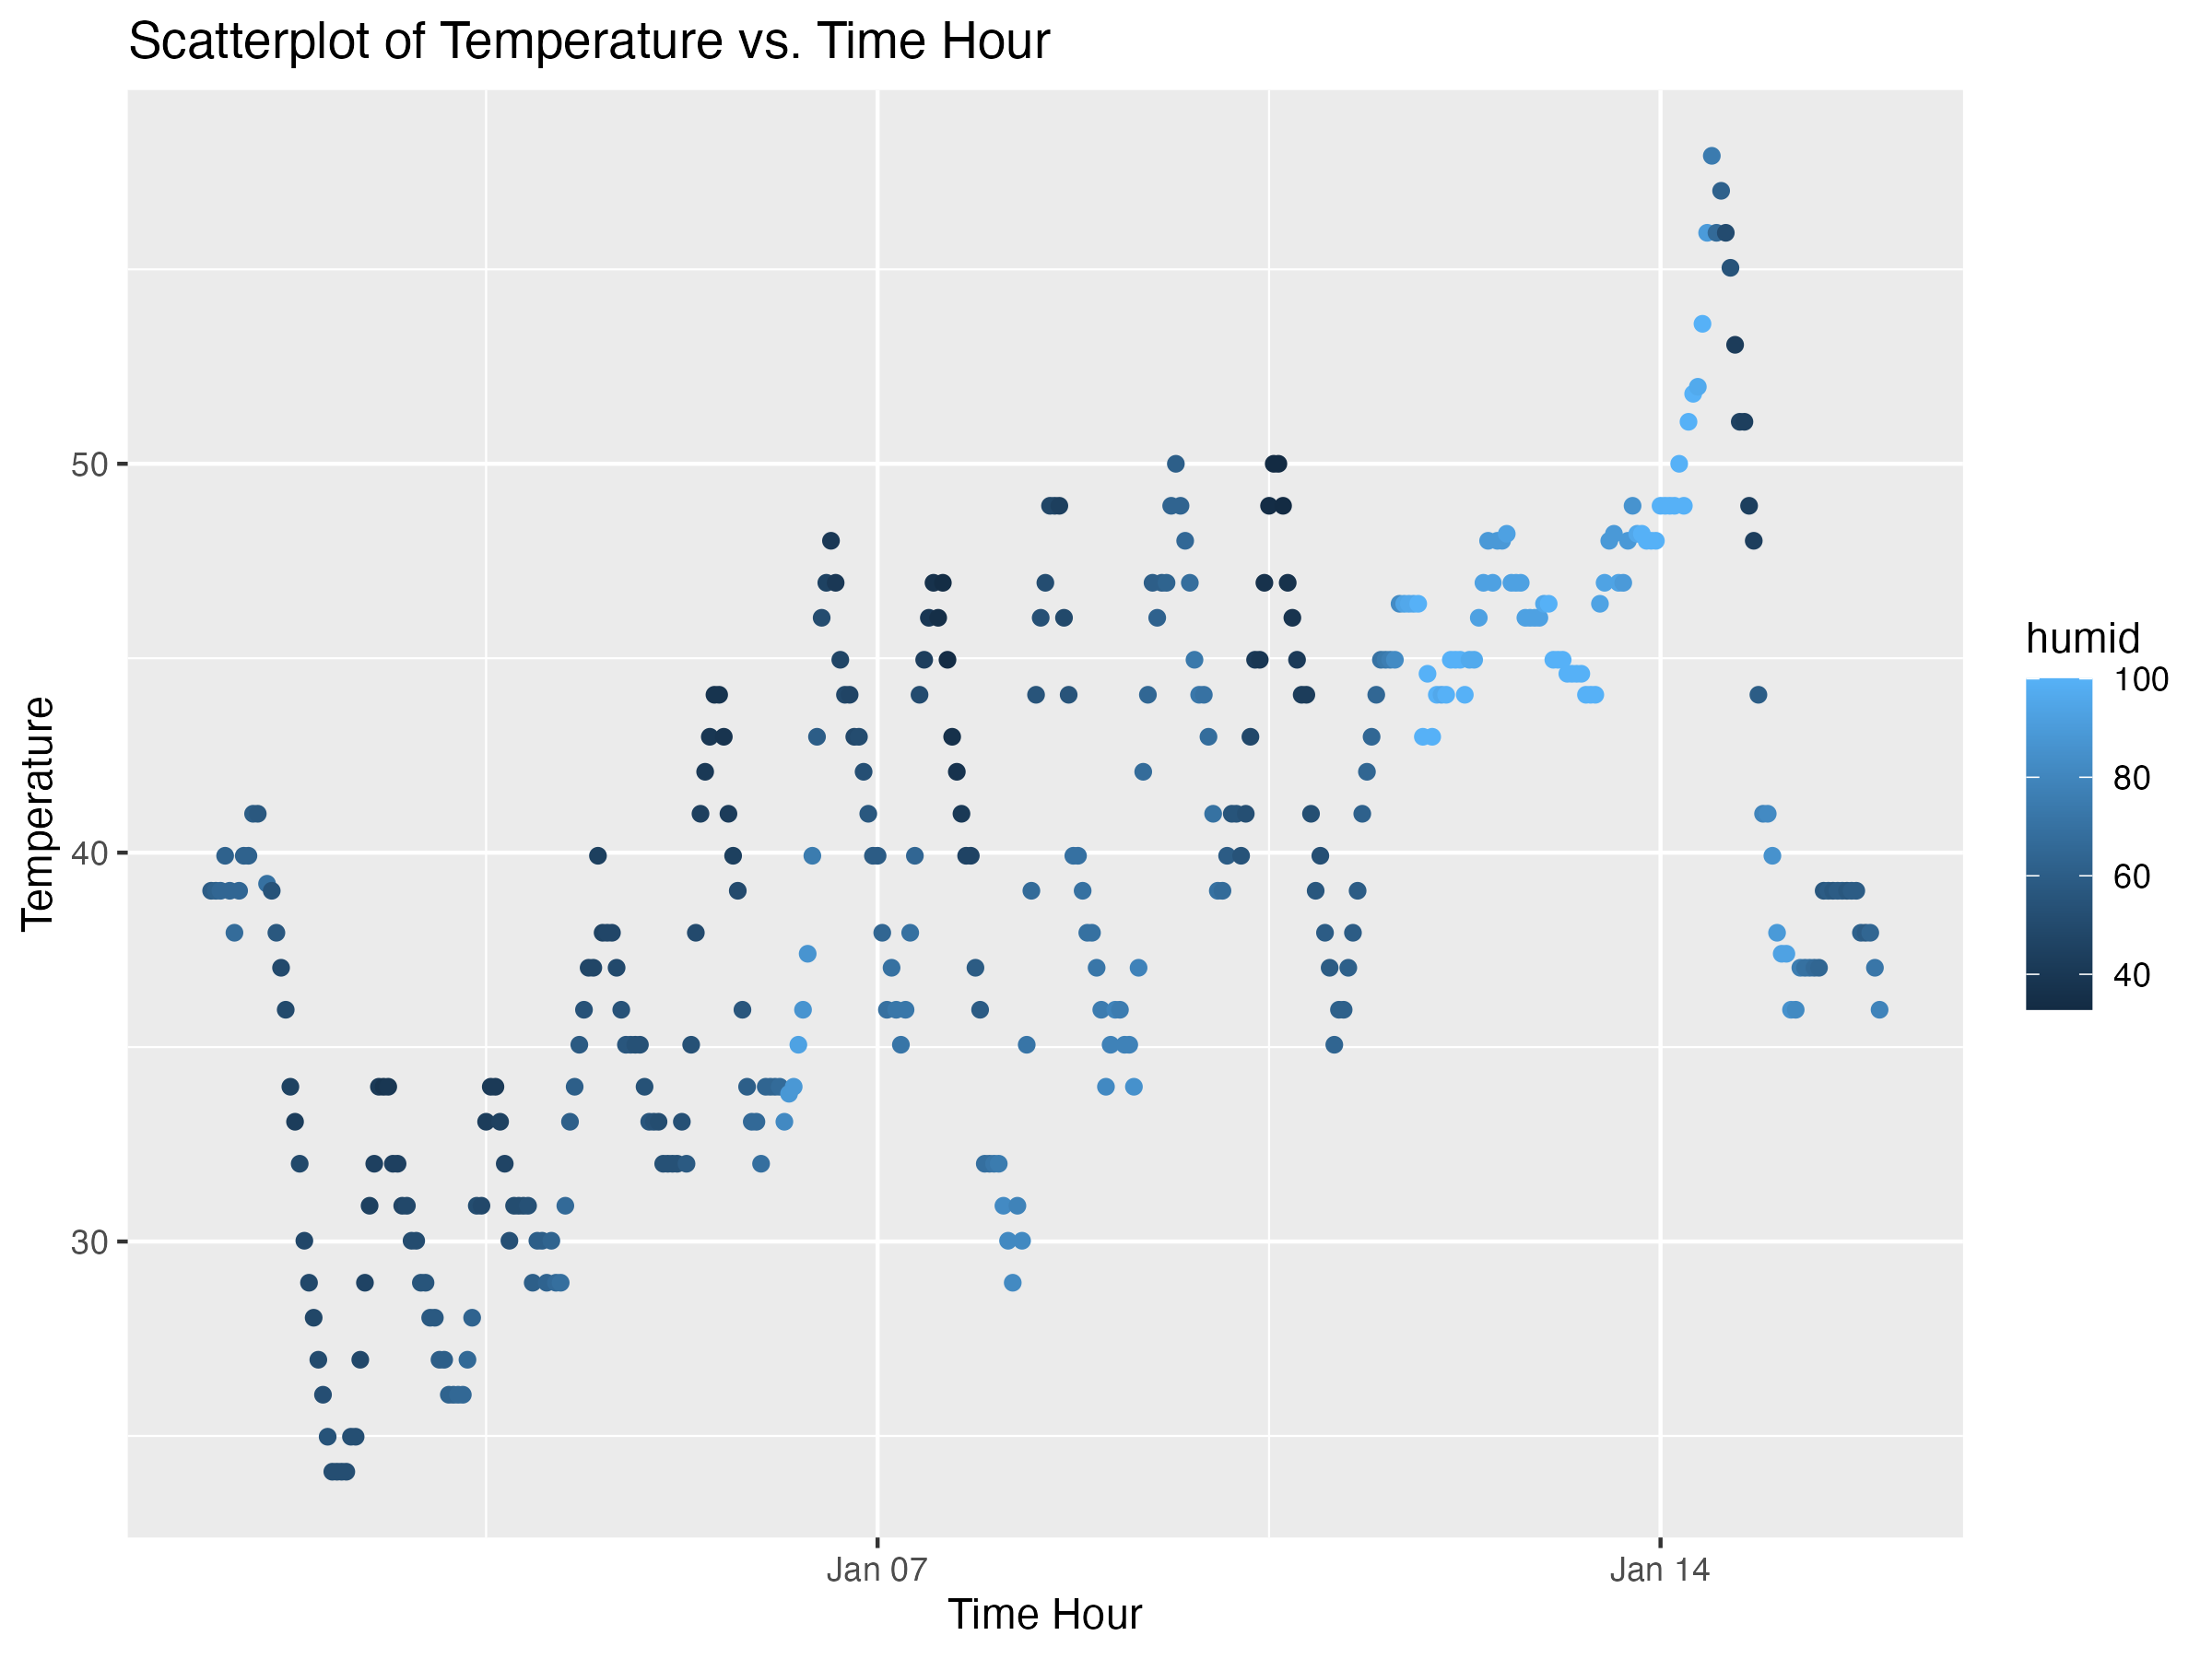 Scatterplot of Temperature vs. Time Hour
Temperature
50
40
30
Jan 07
Jan 14
Time Hour
humid
100
80
60
40